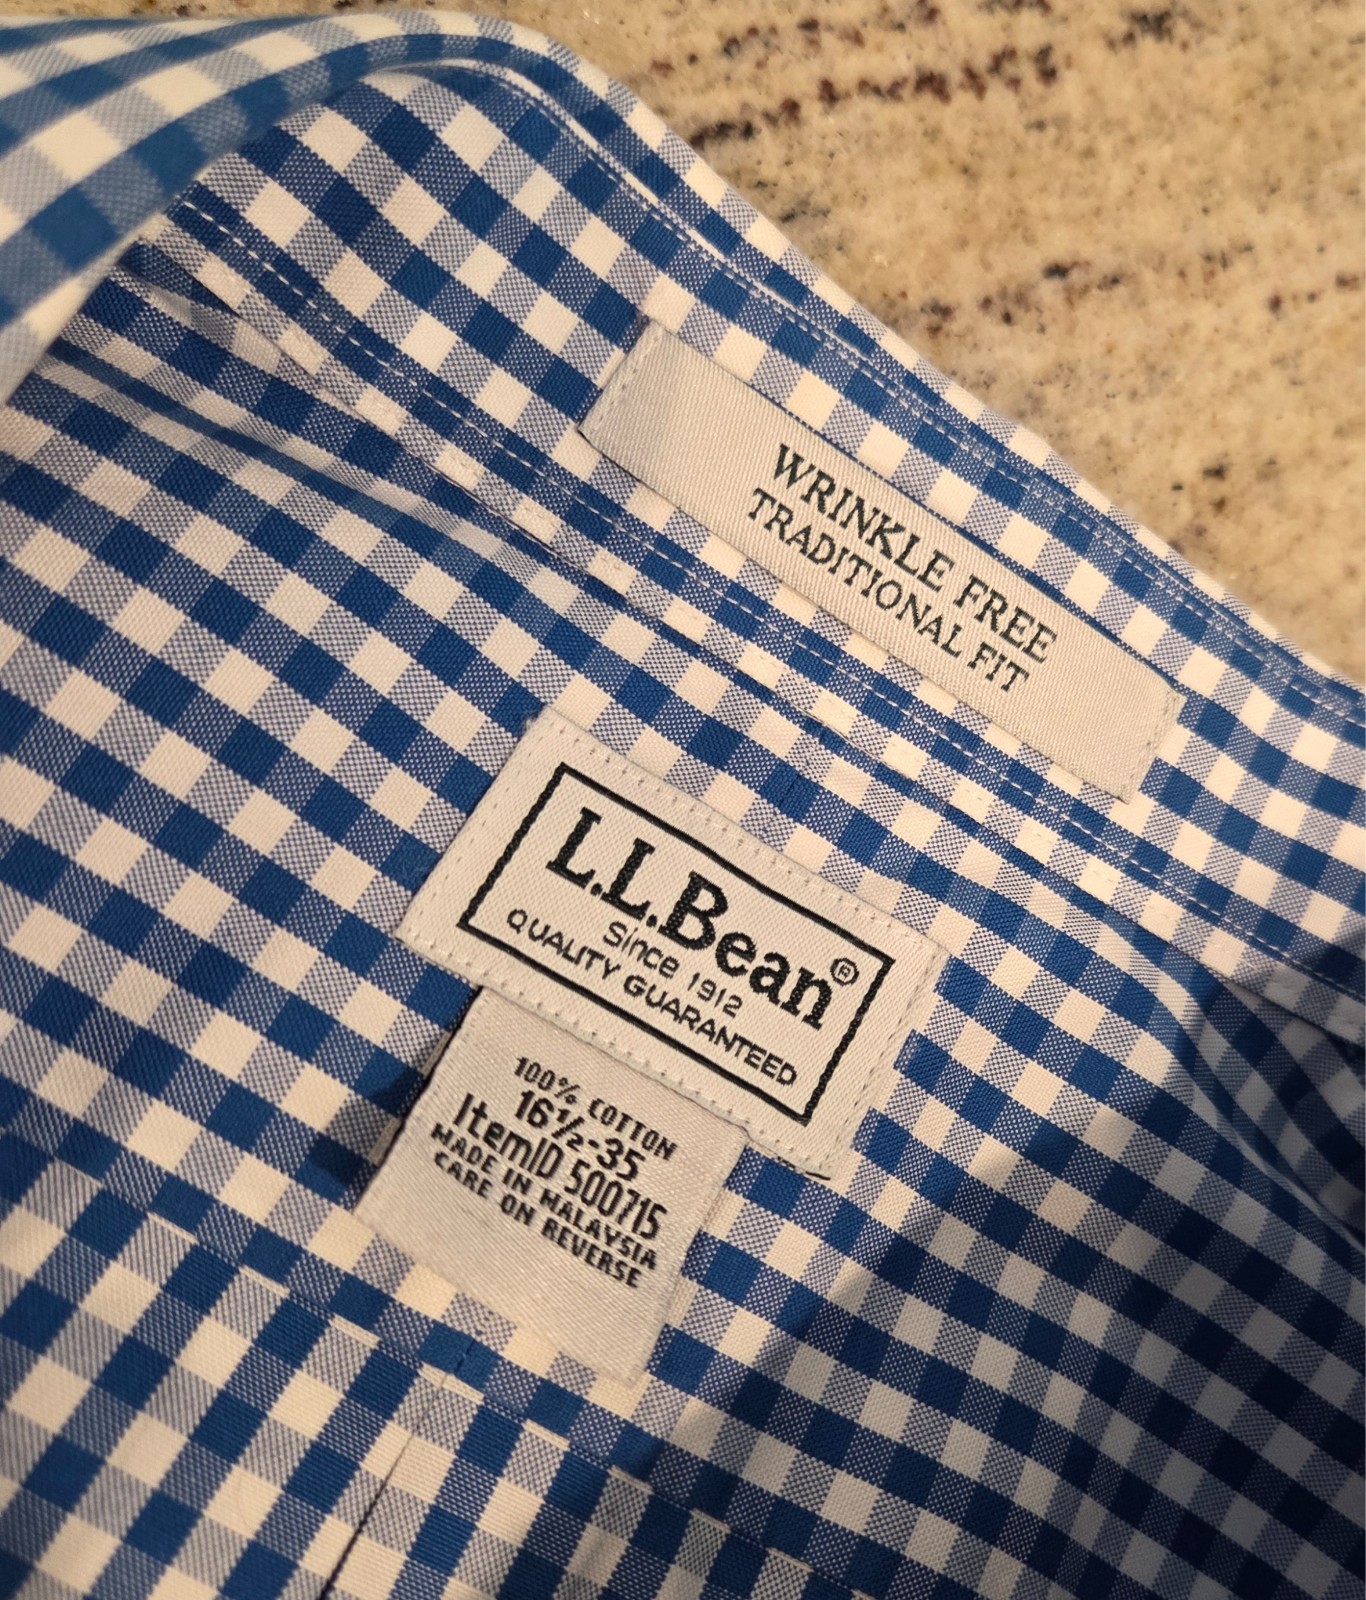 WRINKLE FREE
TRADITIONAL FIT
L.L.Bean®
Since 1912
QUALITY GUARANTEED
100% COTTON
16½-35
ItemID 500715
MADE IN MALAYSIA
CARE ON REVERSE